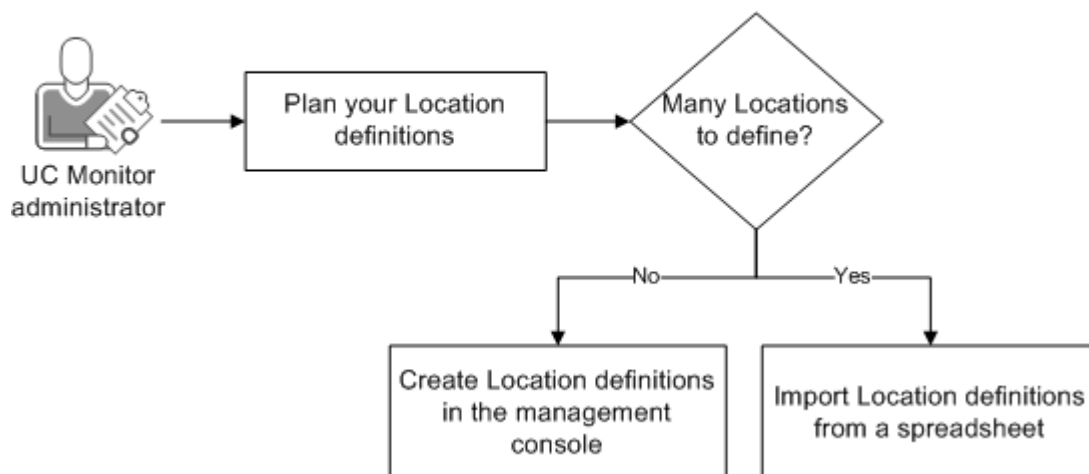 UC Monitor
administrator
Plan your Location
definitions
Many Locations
to define?
No
Yes
Create Location definitions
in the management
console
Import Location definitions
from a spreadsheet